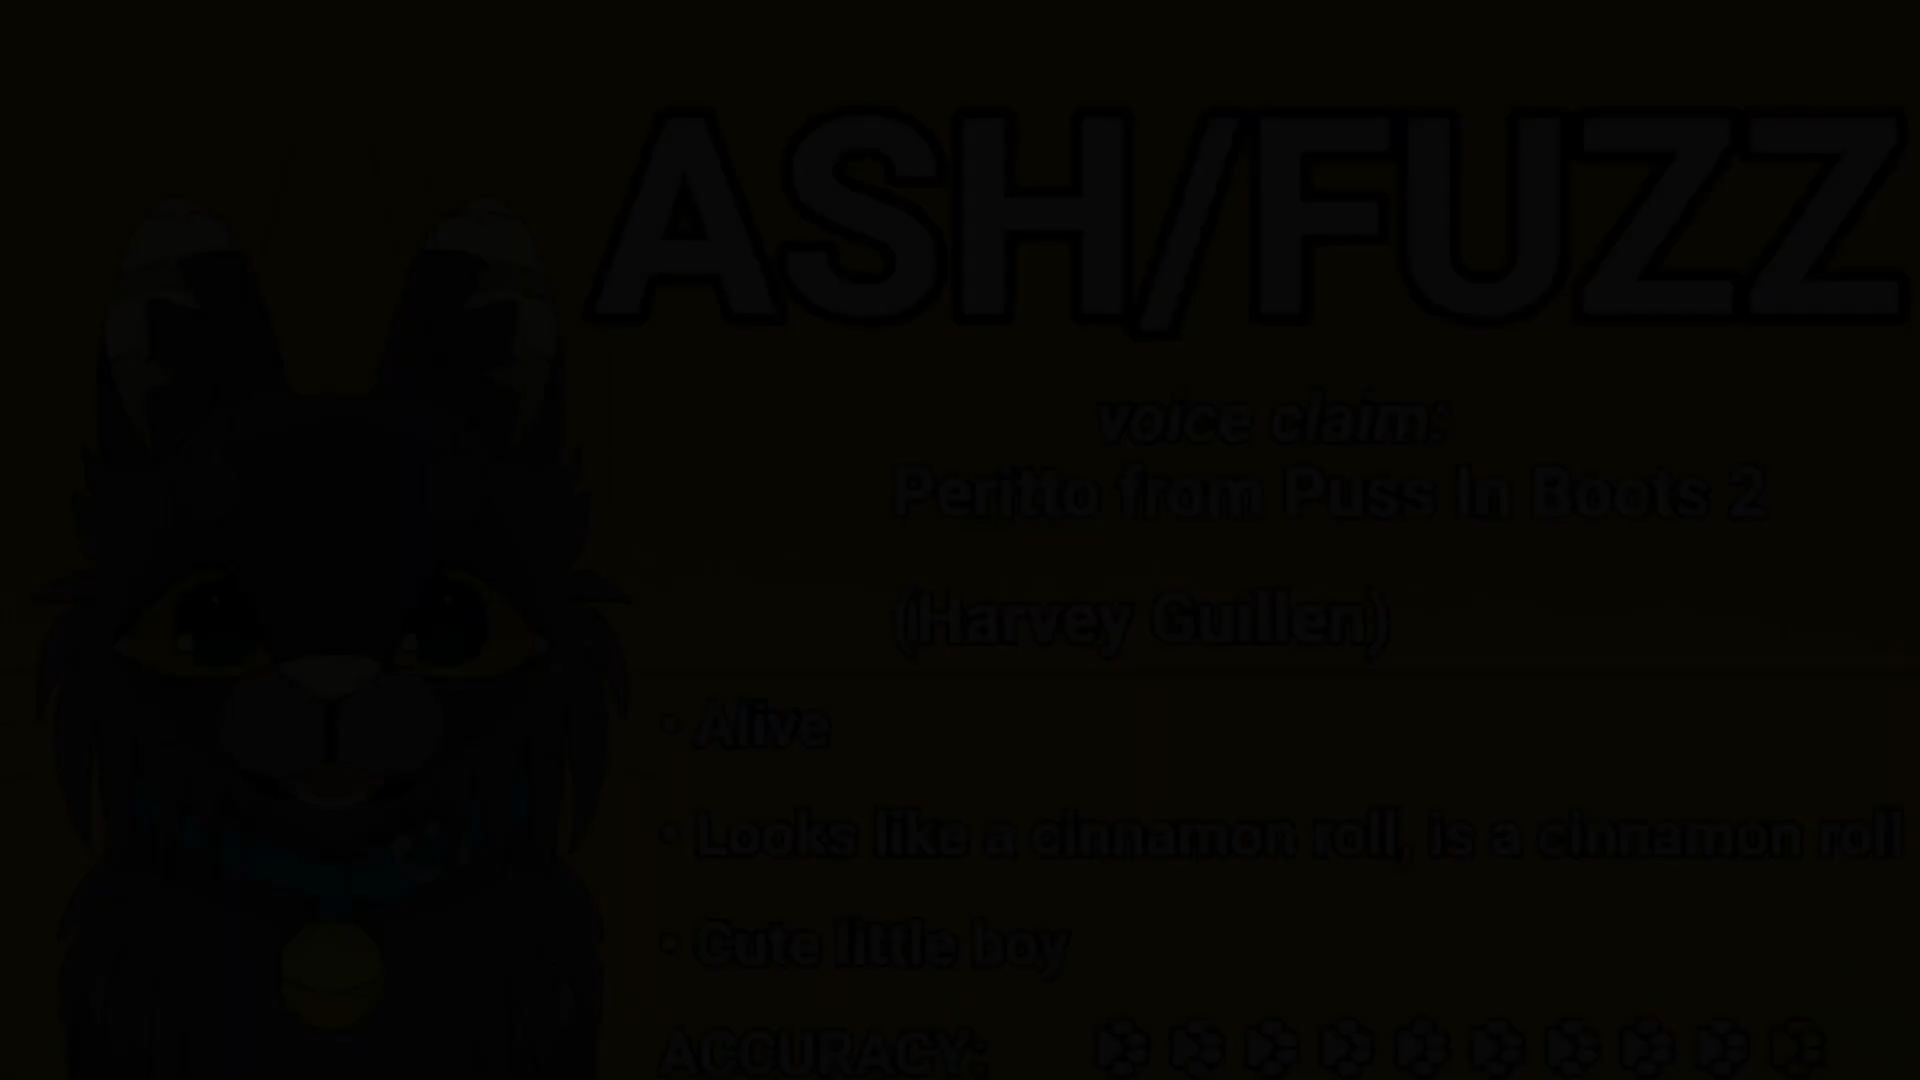 ASH/FUZZ
voice claim:
Peritto from Puss In Boots 2
(Harvey Guillen)
• Alive
• Looks like a cinnamon roll, is a cinnamon roll
• Cute little boy
ACCURACY: